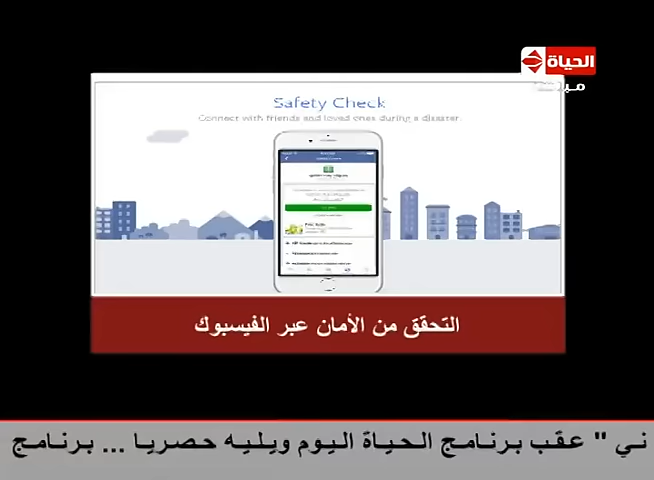 الحياة
مباشر
Safety Check
Connect with friends and loved ones during a disaster.
التحقق من الأمان عبر الفيسبوك
ني " عقب برنامج الحياة اليوم ويليه حصريا ... برنامج